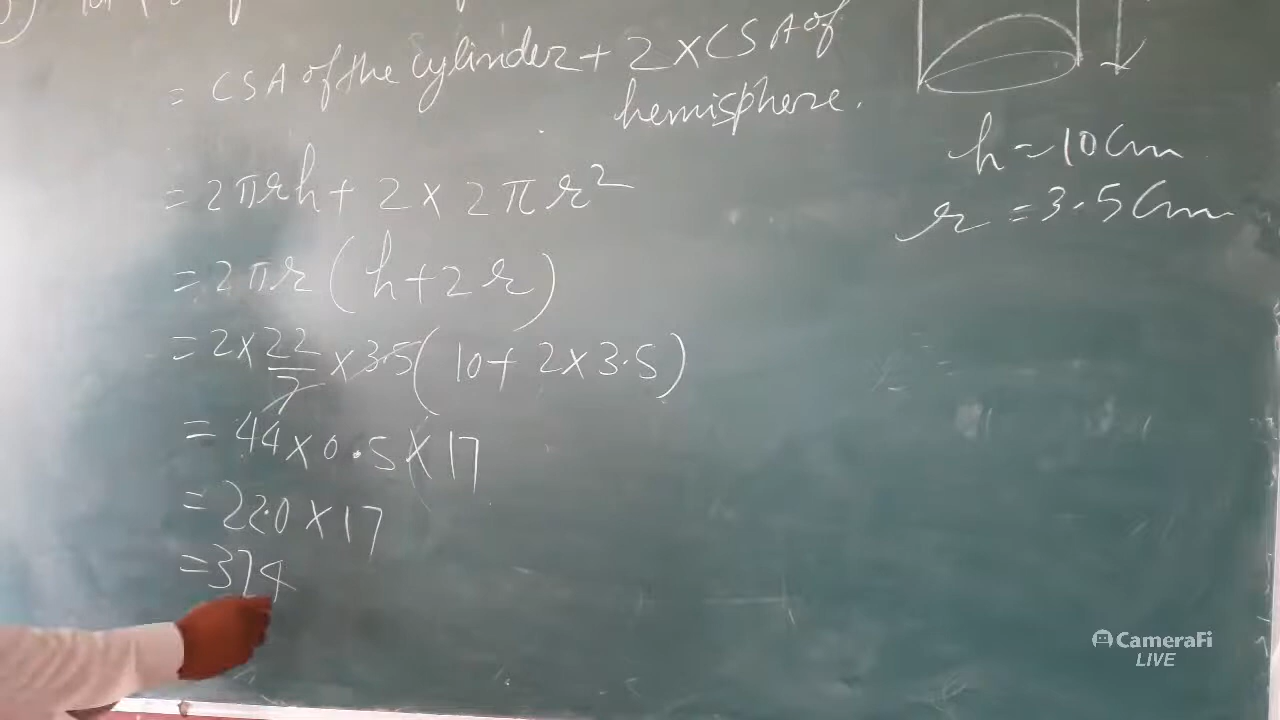 = CSA of the cylinder + 2 × CSA of
hemisphere.
= 2πrh + 2 × 2πr²
= 2πr (h + 2r)
= 2 × 22/7 × 3.5 (10 + 2 × 3.5)
= 44 × 0.5 × 17
= 22.0 × 17
= 374
h = 10 cm
r = 3.5 cm
CameraFi
LIVE